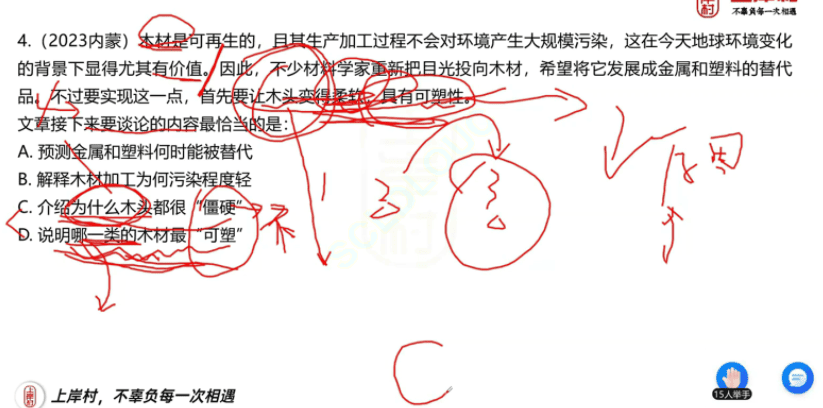 不辜负每一次相遇
4.（2023内蒙）木材是可再生的，且其生产加工过程不会对环境产生大规模污染，这在今天地球环境变化
的背景下显得尤其有价值。因此，不少材料学家重新把目光投向木材，希望将它发展成金属和塑料的替代
品。不过要实现这一点，首先要让木头变得柔软，具有可塑性。
文章接下来要谈论的内容最恰当的是：
A. 预测金属和塑料何时能被替代
B. 解释木材加工为何污染程度轻
C. 介绍为什么木头都很“僵硬”
D. 说明哪一类的木材最“可塑”
不
C
上岸村，不辜负每一次相遇
15人举手